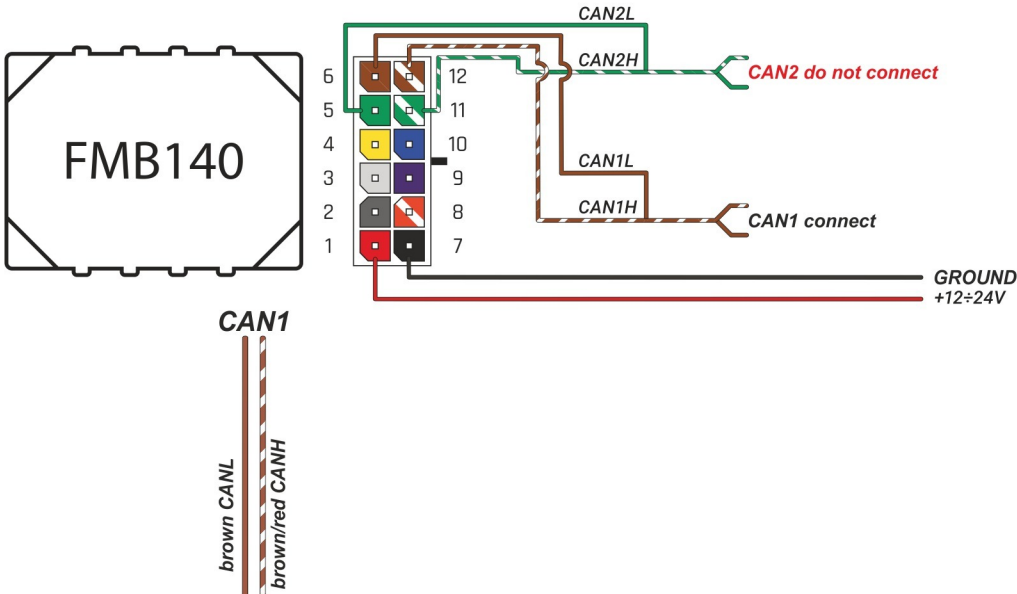 CAN2L
FMB140
6 12
CAN2H
CAN2 do not connect
5 11
4 10
3 9
CAN1L
2 8
CAN1H
CAN1 connect
1 7
GROUND
+12÷24V
CAN1
brown CANL
brown/red CANH